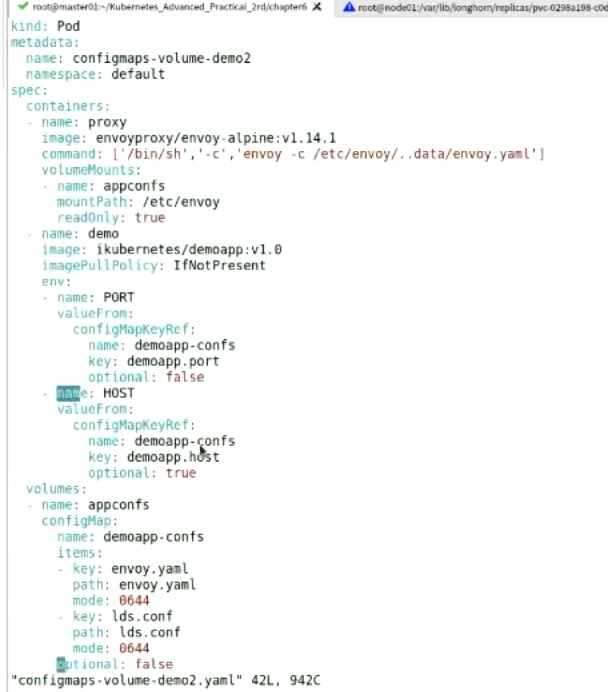 root@master01:~/Kubernetes_Advanced_Practical_2rd/chapter6 root@node01:/var/lib/longhorn/replicas/pvc-0298a198-c0d
kind: Pod
metadata:
  name: configmaps-volume-demo2
  namespace: default
spec:
  containers:
  - name: proxy
    image: envoyproxy/envoy-alpine:v1.14.1
    command: ['/bin/sh','-c','envoy -c /etc/envoy/..data/envoy.yaml']
    volumeMounts:
    - name: appconfs
      mountPath: /etc/envoy
      readOnly: true
  - name: demo
    image: ikubernetes/demoapp:v1.0
    imagePullPolicy: IfNotPresent
    env:
    - name: PORT
      valueFrom:
        configMapKeyRef:
          name: demoapp-confs
          key: demoapp.port
          optional: false
    - name: HOST
      valueFrom:
        configMapKeyRef:
          name: demoapp-confs
          key: demoapp.host
          optional: true
  volumes:
  - name: appconfs
    configMap:
      name: demoapp-confs
      items:
      - key: envoy.yaml
        path: envoy.yaml
        mode: 0644
      - key: lds.conf
        path: lds.conf
        mode: 0644
      optional: false
"configmaps-volume-demo2.yaml" 42L, 942C